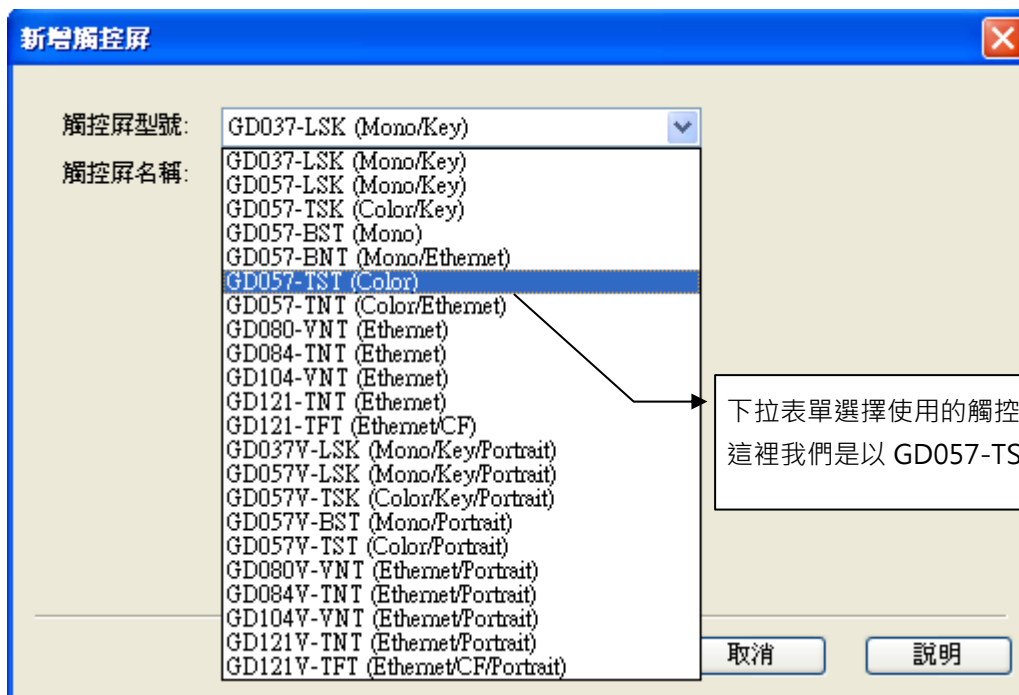 新增觸控屏
觸控屏型號: GD037-LSK (Mono/Key)
觸控屏名稱:
GD037-LSK (Mono/Key)
GD057-LSK (Mono/Key)
GD057-TSK (Color/Key)
GD057-BST (Mono)
GD057-BNT (Mono/Ethernet)
GD057-TST (Color)
GD057-TNT (Color/Ethernet)
GD080-VNT (Ethernet)
GD084-TNT (Ethernet)
GD104-VNT (Ethernet)
GD121-TNT (Ethernet)
GD121-TFT (Ethernet/CF)
GD037V-LSK (Mono/Key/Portrait)
GD057V-LSK (Mono/Key/Portrait)
GD057V-TSK (Color/Key/Portrait)
GD057V-BST (Mono/Portrait)
GD057V-TST (Color/Portrait)
GD080V-VNT (Ethernet/Portrait)
GD084V-TNT (Ethernet/Portrait)
GD104V-VNT (Ethernet/Portrait)
GD121V-TNT (Ethernet/Portrait)
GD121V-TFT (Ethernet/CF/Portrait)
下拉表單選擇使用的觸控
這裡我們是以 GD057-TS
取消
說明